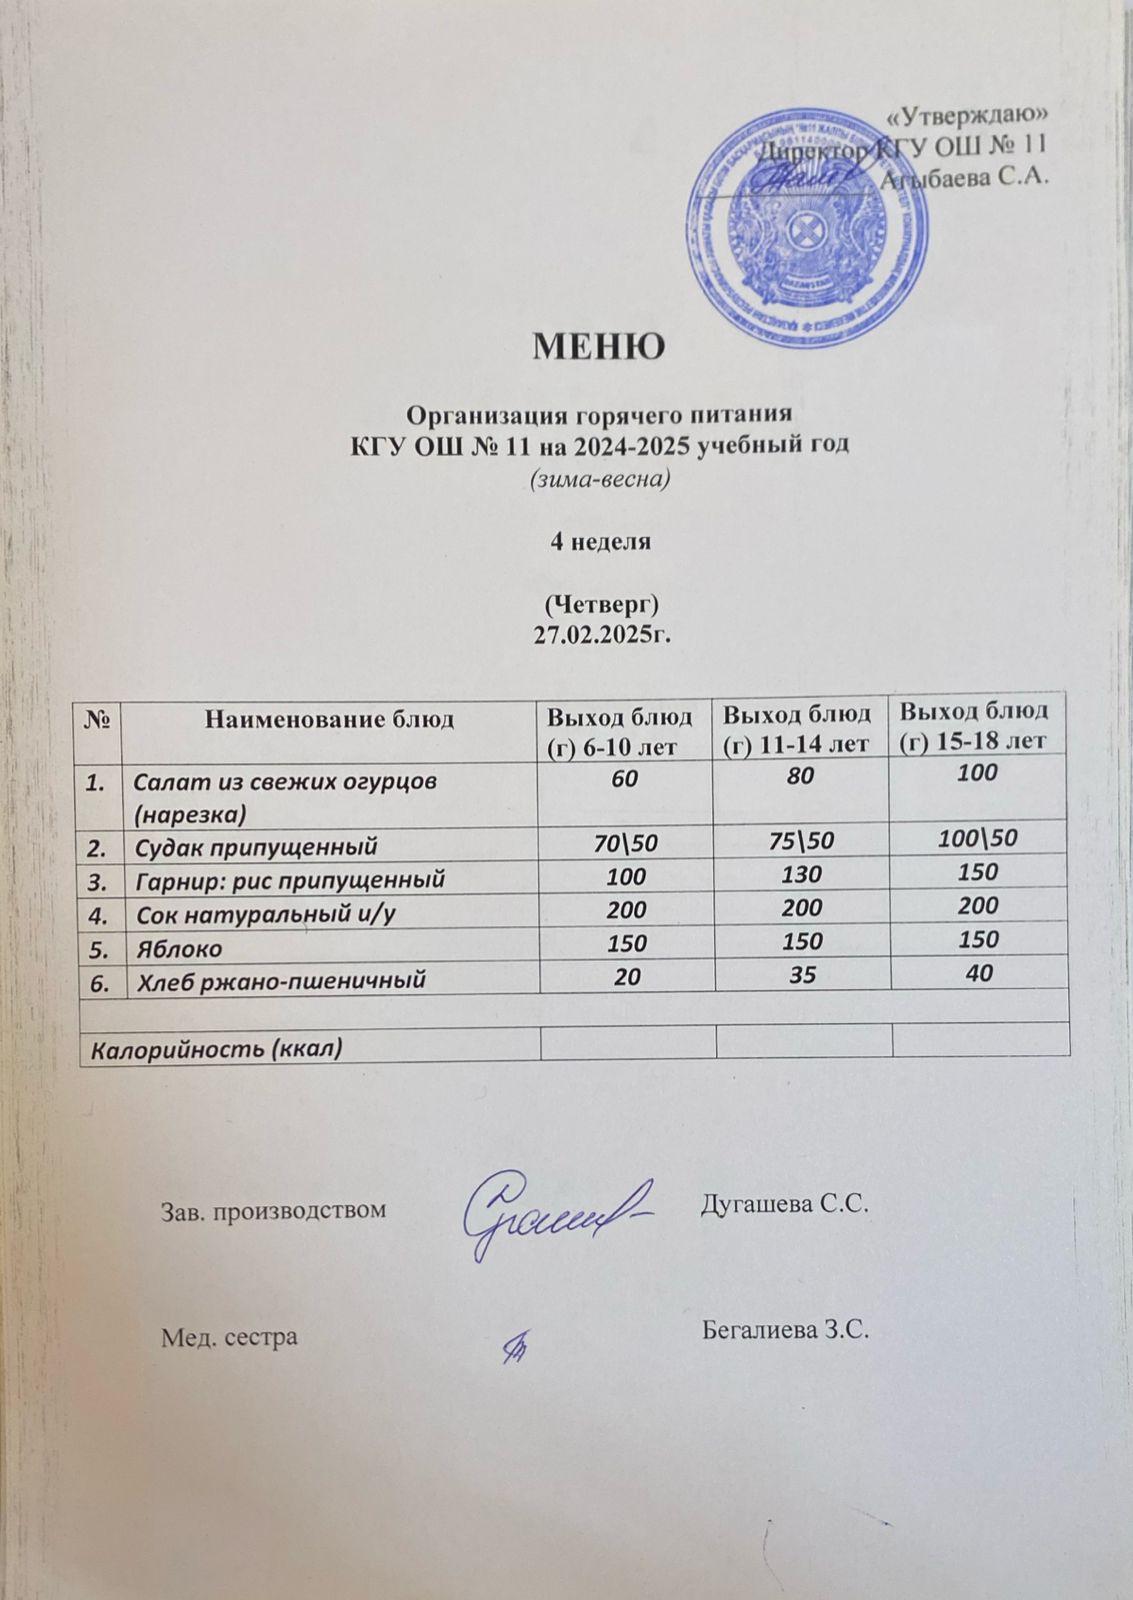 «Утверждаю»
Директор КГУ ОШ № 11
Агыбаева С.А.
KAZAKSTAN
МЕНЮ
Организация горячего питания
КГУ ОШ № 11 на 2024-2025 учебный год
(зима-весна)
4 неделя
(Четверг)
27.02.2025г.
№ Наименование блюд Выход блюд (г) 6-10 лет Выход блюд (г) 11-14 лет Выход блюд (г) 15-18 лет
1. Салат из свежих огурцов (нарезка) 60 80 100
2. Судак припущенный 70\50 75\50 100\50
3. Гарнир: рис припущенный 100 130 150
4. Сок натуральный и/у 200 200 200
5. Яблоко 150 150 150
6. Хлеб ржано-пшеничный 20 35 40
Калорийность (ккал)
Зав. производством Дугашева С.С.
Мед. сестра Бегалиева З.С.